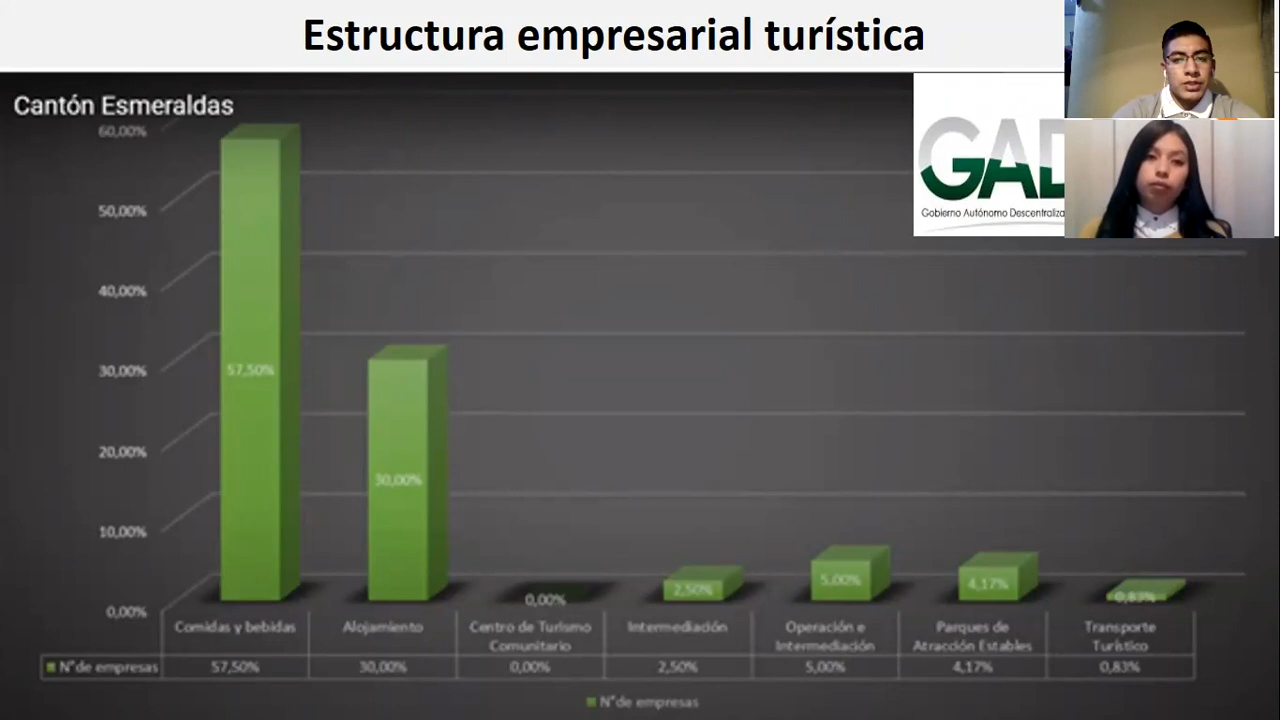 Estructura empresarial turística
Cantón Esmeraldas
GAD
Gobierno Autónomo Descentraliza
60,00%
50,00%
40,00%
30,00%
20,00%
10,00%
0,00%
57,50%
30,00%
0,00%
2,50%
5,00%
4,17%
0,83%
Comidas y bebidas
Alojamiento
Centro de Turismo
Comunitario
Intermediación
Operación e
Intermediación
Parques de
Atracción Estables
Transporte
Turístico
N°de empresas 57,50% 30,00% 0,00% 2,50% 5,00% 4,17% 0,83%
N°de empresas